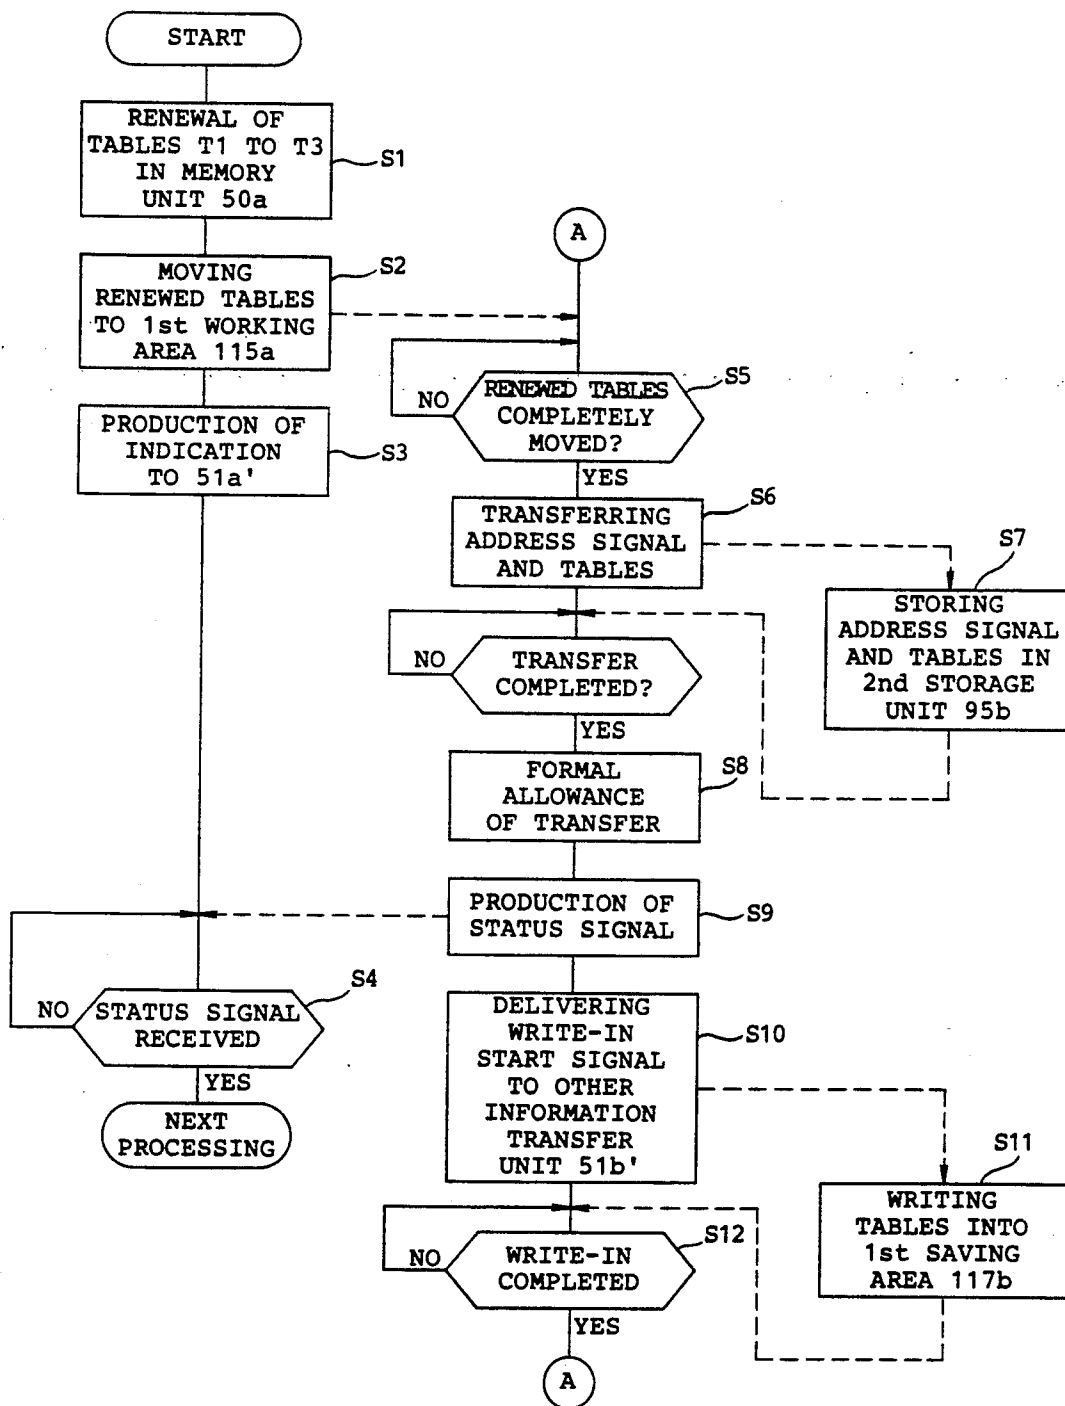 START
RENEWAL OF
TABLES T1 TO T3
IN MEMORY
UNIT 50a
S1
MOVING
RENEWED TABLES
TO 1st WORKING
AREA 115a
S2
PRODUCTION OF
INDICATION
TO 51a'
S3
STATUS SIGNAL
RECEIVED
S4
NO
YES
NEXT
PROCESSING
A
RENEWED TABLES
COMPLETELY
MOVED?
S5
NO
YES
TRANSFERRING
ADDRESS SIGNAL
AND TABLES
S6
STORING
ADDRESS SIGNAL
AND TABLES IN
2nd STORAGE
UNIT 95b
S7
TRANSFER
COMPLETED?
NO
YES
FORMAL
ALLOWANCE
OF TRANSFER
S8
PRODUCTION OF
STATUS SIGNAL
S9
DELIVERING
WRITE-IN
START SIGNAL
TO OTHER
INFORMATION
TRANSFER
UNIT 51b'
S10
WRITING
TABLES INTO
1st SAVING
AREA 117b
S11
WRITE-IN
COMPLETED
S12
NO
YES
A